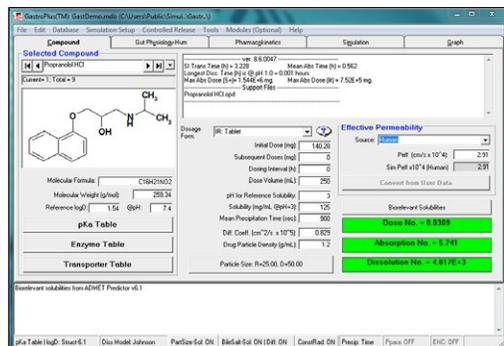 GastroPlus(TM): GastDemo.mdb (C:\Users\Public\Simul..\Gastr..\)
File Edit Database Simulation Setup Controlled Release Tools Modules (Optional) Help
Compound Gut Physiology-Hum Pharmacokinetics Simulation Graph
Selected Compound
Propranolol HCl
Current= 1; Total = 9
CH3
O N H OH CH3
Molecular Formula: C16H21NO2
Molecular Weight (g/mol): 259.34
Reference logD: 1.54 @pH: 7.4
pKa Table
Enzyme Table
Transporter Table
ver. 8.6.0047
SI Trans Time (h) = 3.228 Mean Abs Time (h) = 0.562
Longest Diss. Time (h) is @ pH 1.0 = 0.001 hours
Max Abs Dose (S+)= 1.544E+6 mg Max Abs Dose (lit) = 7.52E+5 mg.
Support Files
Propranolol HCl.opd
Dosage Form: IR: Tablet
Initial Dose (mg): 140.28
Subsequent Doses (mg): 0
Dosing Interval (h): 0
Dose Volume (mL): 250
pH for Reference Solubility: 3
Solubility (mg/mL @pH=3): 125
Mean Precipitation Time (sec): 900
Diff. Coeff. (cm^2/s x 10^5): 0.829
Drug Particle Density (g/mL): 1.2
Particle Size: R=25.00, D=50.00
Effective Permeability
Source: Human
Peff (cm/s x 10^4): 2.91
Sim Peff x10^4 (Human) 2.91
Convert from User Data
Biorelevant Solubilities
Dose No. = 0.0309
Absorption No. = 5.741
Dissolution No. = 4.817E+3
Biorelevant solubilities from ADMET Predictor v6.1
pKa Table | logD: Struct-6.1 Diss Model: Johnson PartSize-Sol: ON BileSalt-Sol: ON | Diff: ON ConstRad: ON Precip: Time Ppara: OFF EHC: OFF